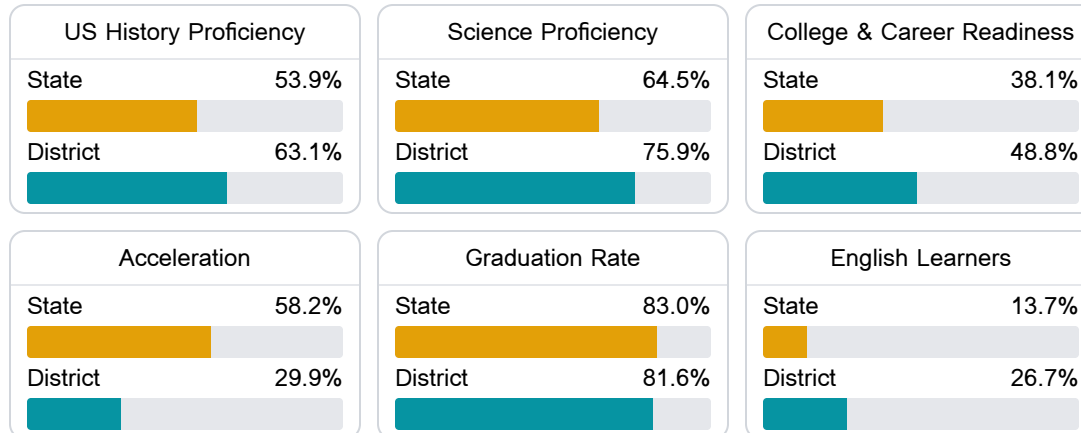 US History Proficiency
State 53.9%
District 63.1%
Science Proficiency
State 64.5%
District 75.9%
College & Career Readiness
State 38.1%
District 48.8%
Acceleration
State 58.2%
District 29.9%
Graduation Rate
State 83.0%
District 81.6%
English Learners
State 13.7%
District 26.7%